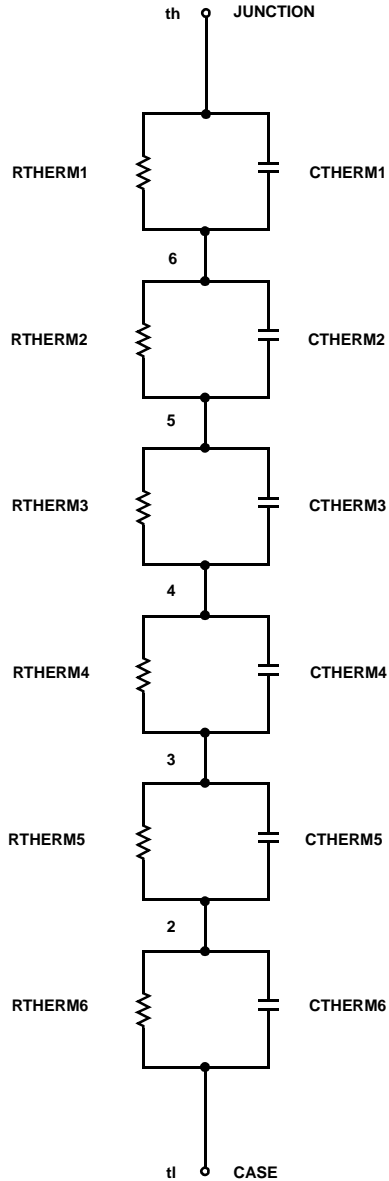 th JUNCTION
RTHERM1 CTHERM1
6
RTHERM2 CTHERM2
5
RTHERM3 CTHERM3
4
RTHERM4 CTHERM4
3
RTHERM5 CTHERM5
2
RTHERM6 CTHERM6
tl CASE